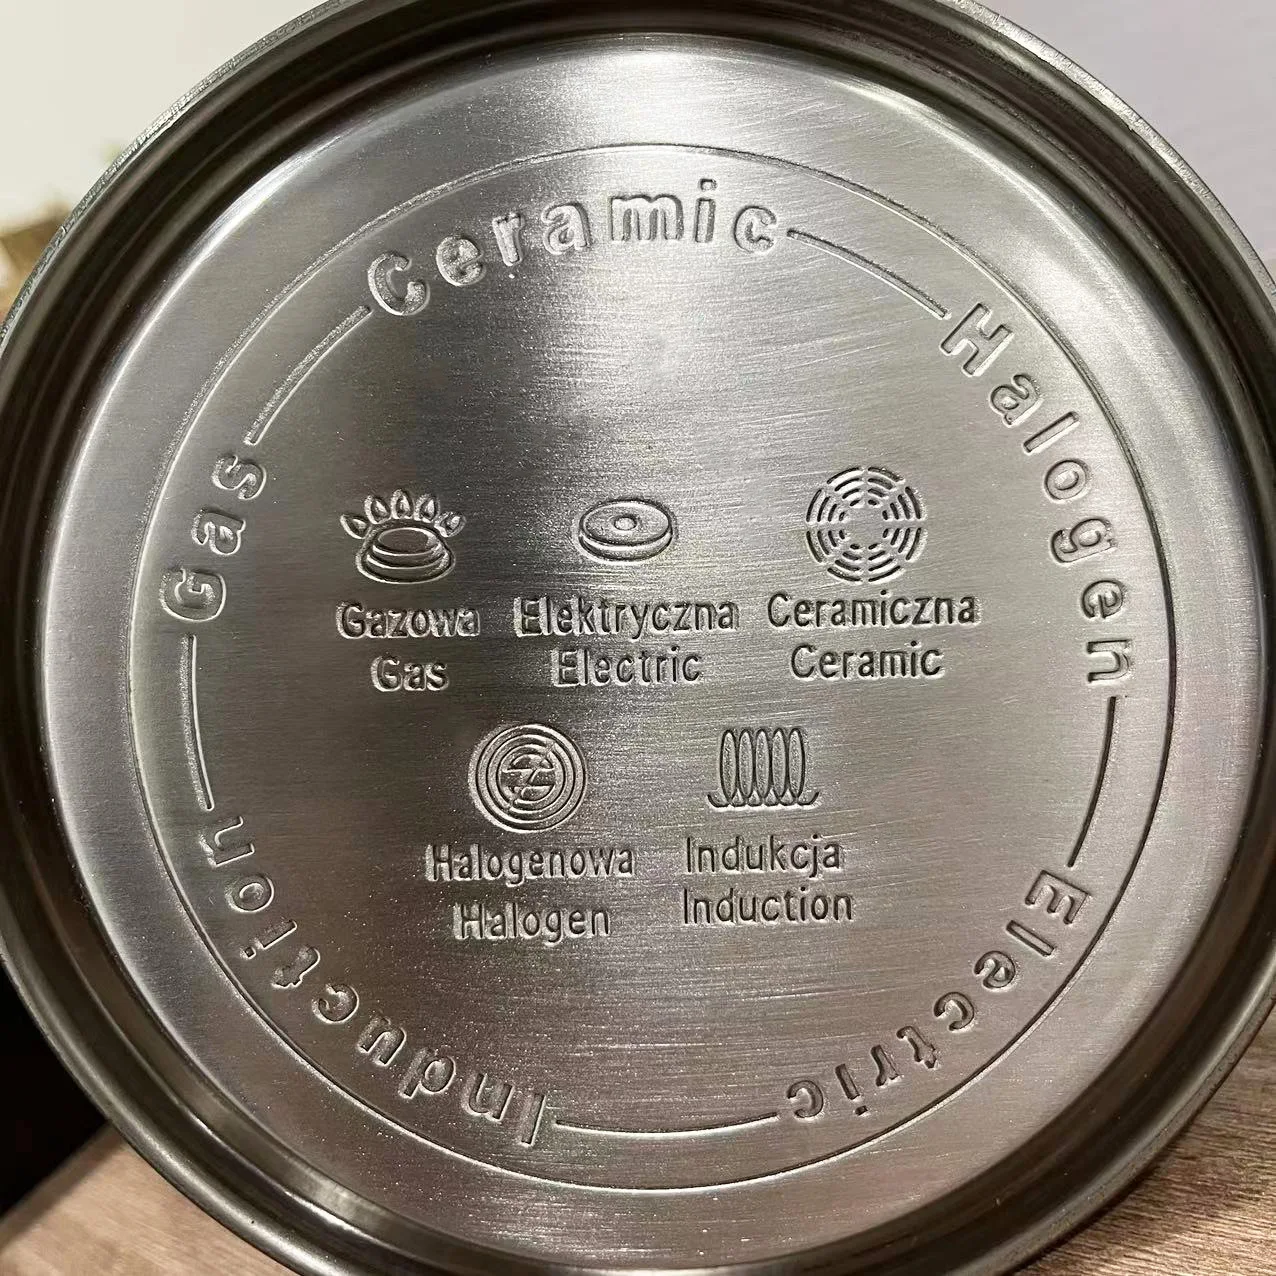 Ceramic
Halogen
Electric
Induction
Gas
Gazowa
Gas
Elektryczna
Electric
Ceramiczna
Ceramic
Halogenowa
Halogen
Indukcja
Induction